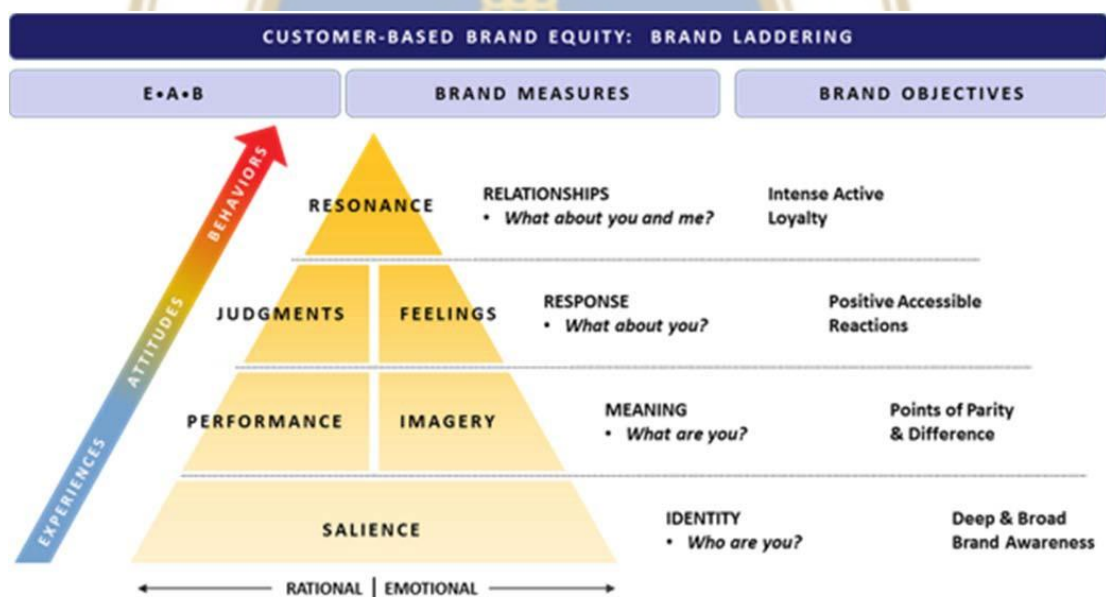 CUSTOMER-BASED BRAND EQUITY: BRAND LADDERING
E•A•B
BRAND MEASURES
BRAND OBJECTIVES
BEHAVIORS
ATTITUDES
EXPERIENCES
RESONANCE
RELATIONSHIPS
• What about you and me?
Intense Active
Loyalty
JUDGMENTS
FEELINGS
RESPONSE
• What about you?
Positive Accessible
Reactions
PERFORMANCE
IMAGERY
MEANING
• What are you?
Points of Parity
& Difference
SALIENCE
IDENTITY
• Who are you?
Deep & Broad
Brand Awareness
RATIONAL | EMOTIONAL